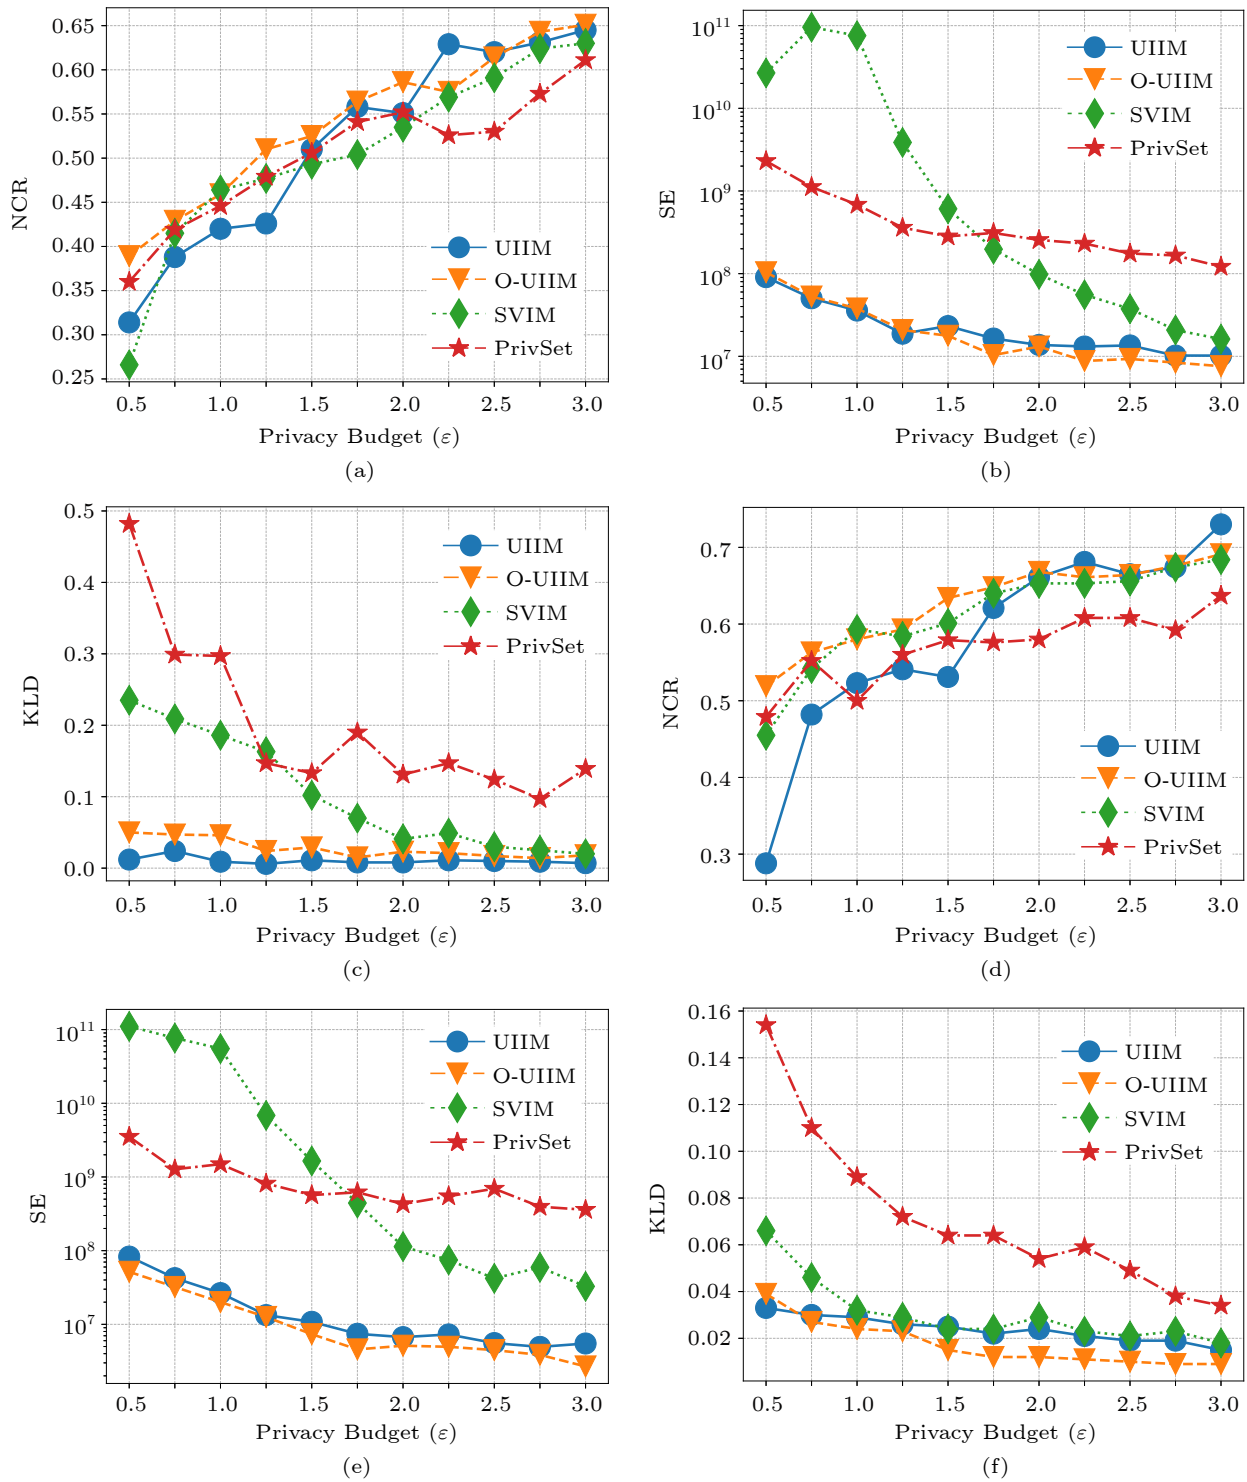 0.65
0.60
0.55
0.50
0.45
0.40
0.35
0.30
0.25
NCR
UIIM
O-UIIM
SVIM
PrivSet
0.5 1.0 1.5 2.0 2.5 3.0
Privacy Budget (ε)
(a)
10¹¹
10¹⁰
10⁹
10⁸
10⁷
SE
UIIM
O-UIIM
SVIM
PrivSet
0.5 1.0 1.5 2.0 2.5 3.0
Privacy Budget (ε)
(b)
0.5
0.4
0.3
0.2
0.1
0.0
KLD
UIIM
O-UIIM
SVIM
PrivSet
0.5 1.0 1.5 2.0 2.5 3.0
Privacy Budget (ε)
(c)
0.7
0.6
0.5
0.4
0.3
NCR
UIIM
O-UIIM
SVIM
PrivSet
0.5 1.0 1.5 2.0 2.5 3.0
Privacy Budget (ε)
(d)
10¹¹
10¹⁰
10⁹
10⁸
10⁷
SE
UIIM
O-UIIM
SVIM
PrivSet
0.5 1.0 1.5 2.0 2.5 3.0
Privacy Budget (ε)
(e)
0.16
0.14
0.12
0.10
0.08
0.06
0.04
0.02
KLD
UIIM
O-UIIM
SVIM
PrivSet
0.5 1.0 1.5 2.0 2.5 3.0
Privacy Budget (ε)
(f)